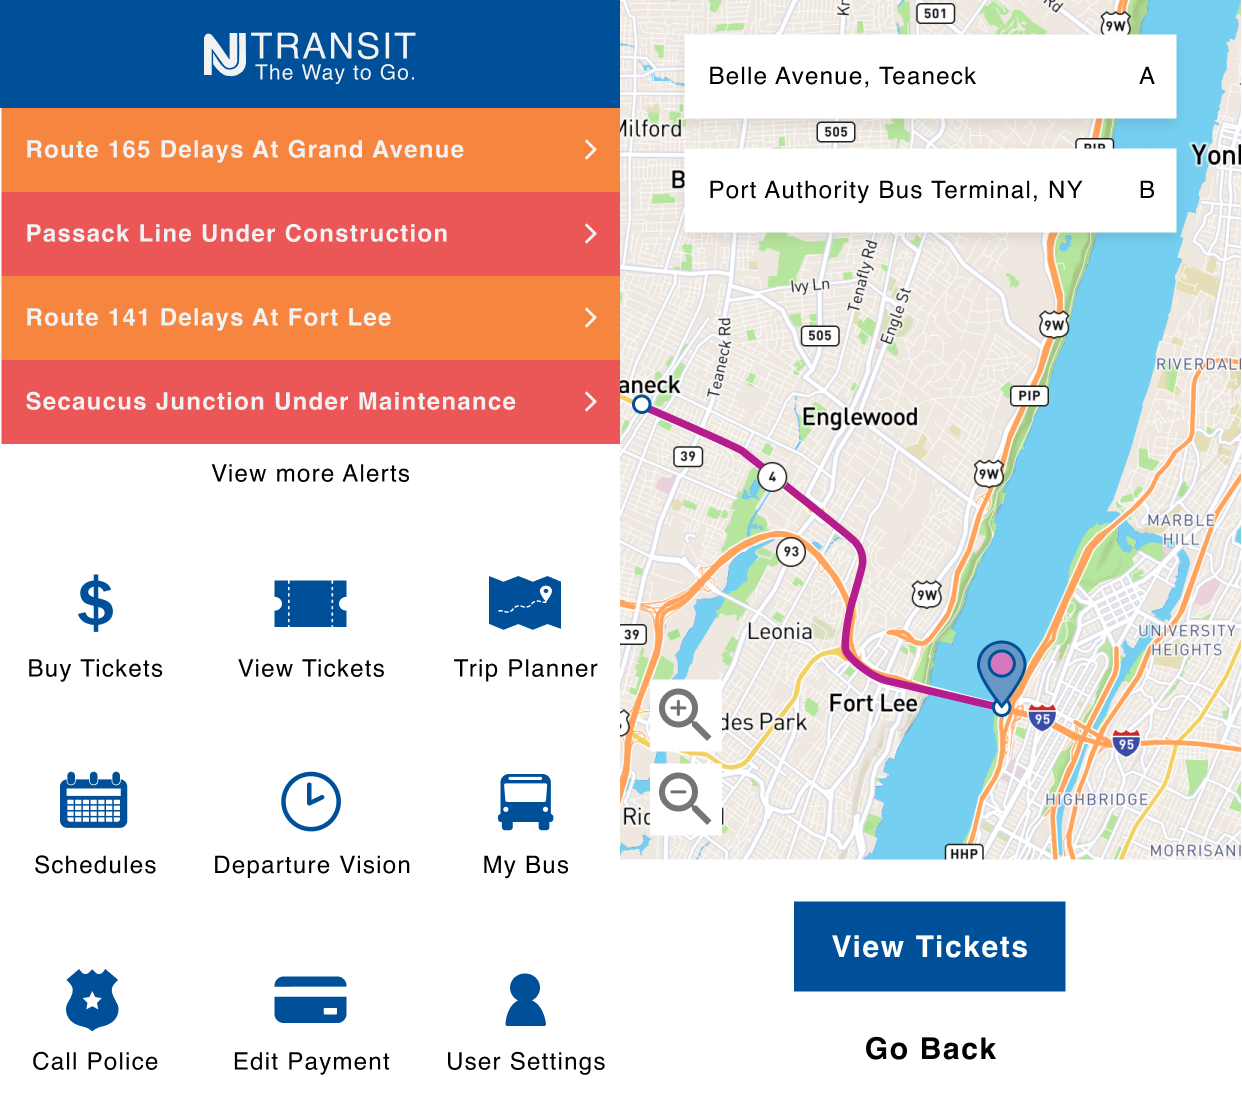 NJ TRANSIT
The Way to Go.
Route 165 Delays At Grand Avenue
Passack Line Under Construction
Route 141 Delays At Fort Lee
Secaucus Junction Under Maintenance
View more Alerts
Buy Tickets
View Tickets
Trip Planner
Schedules
Departure Vision
My Bus
Call Police
Edit Payment
User Settings
501
Rd
9W
Belle Avenue, Teaneck A
Milford
505
PIP
Port Authority Bus Terminal, NY B
Ivy Ln
Tenafly Rd
Engle St
Teaneck Rd
505
9W
RIVERDAL
aneck
PIP
Englewood
39
4
9W
MARBLE
HILL
93
9W
39
Leonia
UNIVERSITY
HEIGHTS
Fort Lee
95
des Park
95
HIGHBRIDGE
HHP
MORRISANI
View Tickets
Go Back